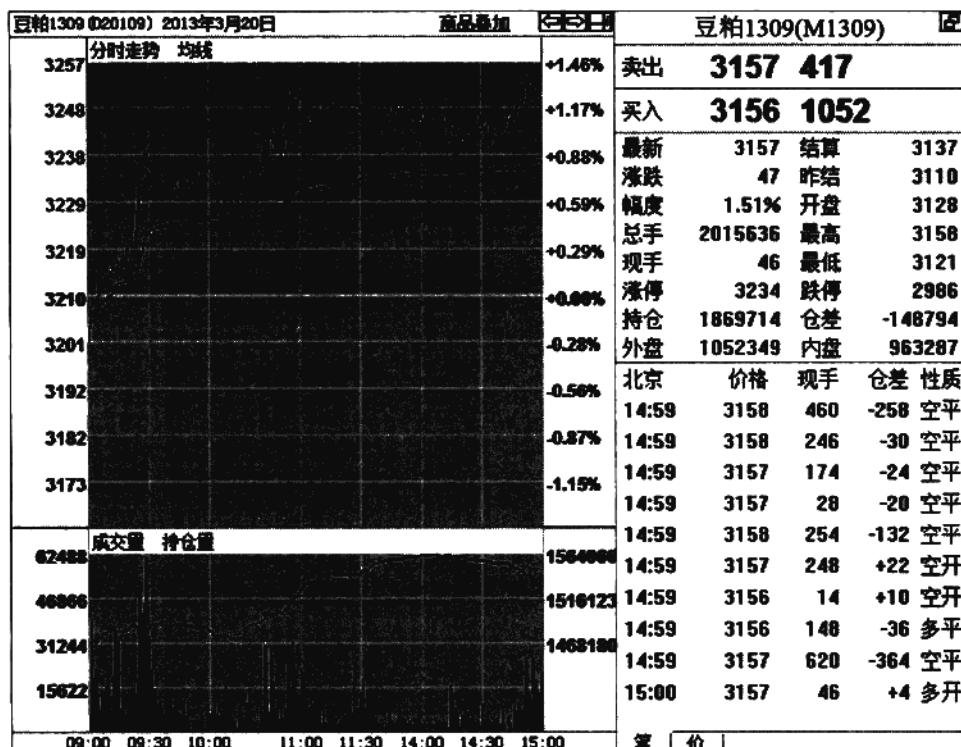 豆粕1309 (D20109) 2013年3月20日 商品叠加
分时走势 均线
3257 +1.46%
3248 +1.17%
3238 +0.88%
3229 +0.59%
3219 +0.29%
3210 +0.00%
3201 -0.28%
3192 -0.56%
3182 -0.87%
3173 -1.15%
成交量 持仓量
62488
46866 1516123
31244 1468180
15622
09:00 09:30 10:00 11:00 11:30 14:00 14:30 15:00
豆粕1309(M1309)
卖出 3157 417
买入 3156 1052
最新 3157 结算 3137
涨跌 47 昨结 3110
幅度 1.51% 开盘 3128
总手 2015636 最高 3158
现手 46 最低 3121
涨停 3234 跌停 2986
持仓 1869714 仓差 -148794
外盘 1052349 内盘 963287
北京 价格 现手 仓差 性质
14:59 3158 460 -258 空平
14:59 3158 246 -30 空平
14:59 3157 174 -24 空平
14:59 3157 28 -20 空平
14:59 3158 254 -132 空平
14:59 3157 248 +22 空开
14:59 3156 14 +10 空开
14:59 3156 148 -36 多平
14:59 3157 620 -364 空平
15:00 3157 46 +4 多开
价